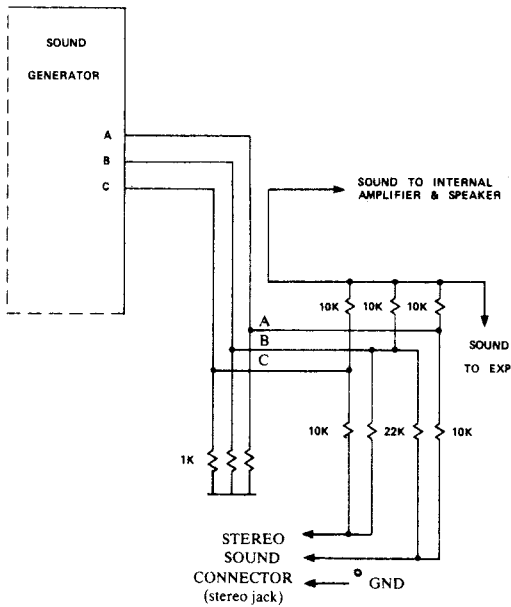 SOUND
GENERATOR
A
B
C
SOUND TO INTERNAL
AMPLIFIER & SPEAKER
10K
10K
10K
SOUND
TO EXP
A
B
C
10K
22K
10K
1K
STEREO
SOUND
CONNECTOR
(stereo jack)
GND